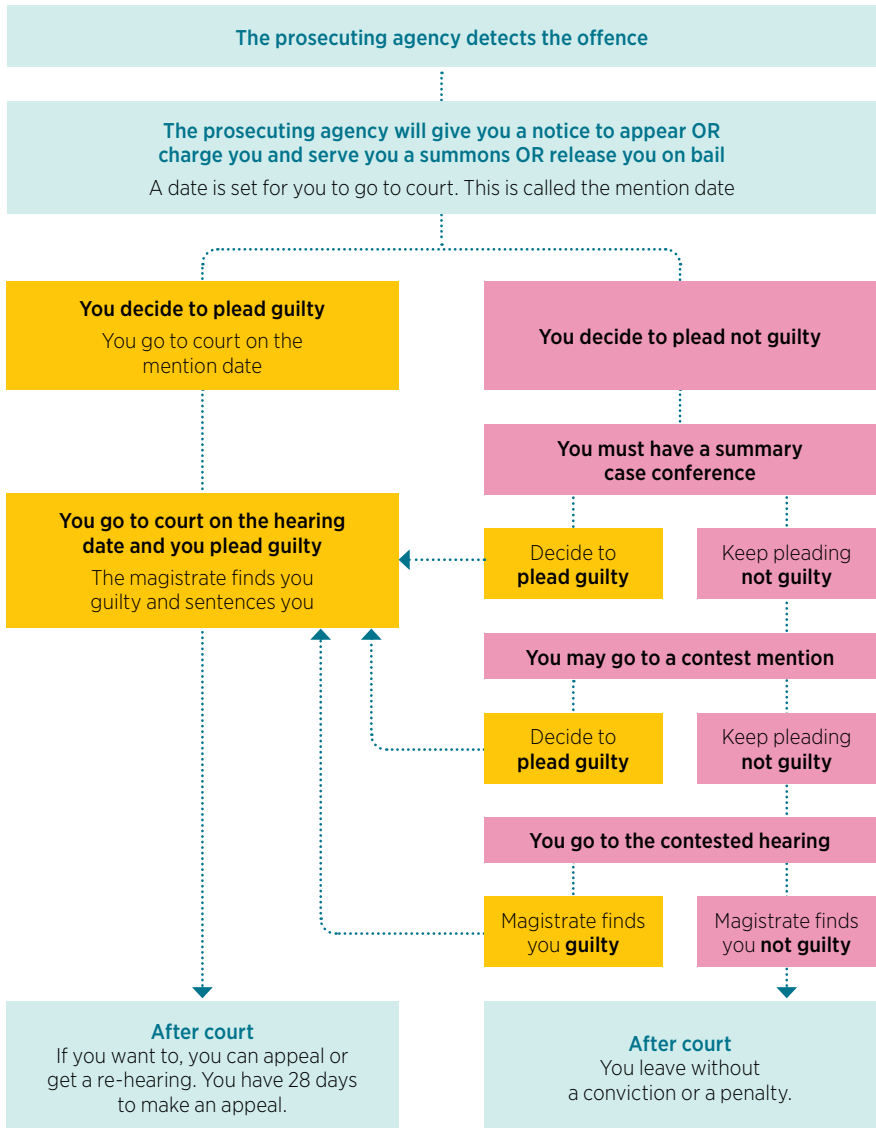 The prosecuting agency detects the offence
The prosecuting agency will give you a notice to appear OR
charge you and serve you a summons OR release you on bail
A date is set for you to go to court. This is called the mention date
You decide to plead guilty
You go to court on the
mention date
You decide to plead not guilty
You must have a summary
case conference
You go to court on the hearing
date and you plead guilty
The magistrate finds you
guilty and sentences you
Decide to
plead guilty
Keep pleading
not guilty
You may go to a contest mention
Decide to
plead guilty
Keep pleading
not guilty
You go to the contested hearing
Magistrate finds
you guilty
Magistrate finds
you not guilty
After court
If you want to, you can appeal or
get a re-hearing. You have 28 days
to make an appeal.
After court
You leave without
a conviction or a penalty.